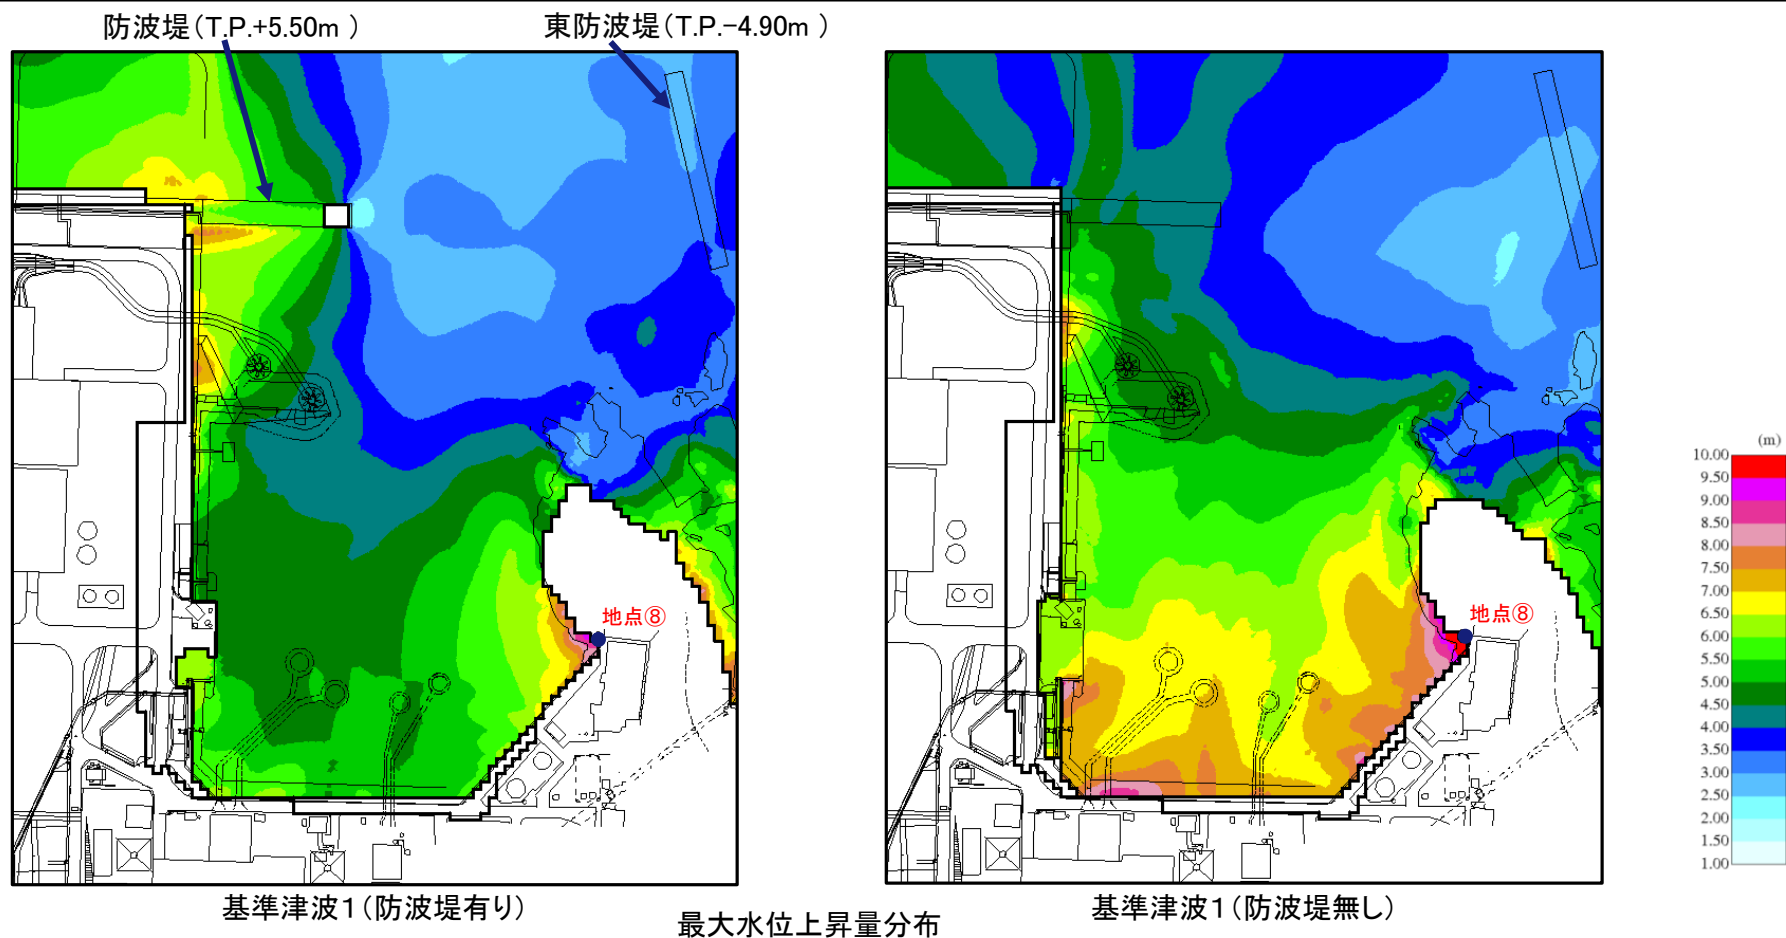 防波堤(T.P.+5.50m )
東防波堤(T.P.-4.90m )
地点⑧
地点⑧
(m)
10.00
9.50
9.00
8.50
8.00
7.50
7.00
6.50
6.00
5.50
5.00
4.50
4.00
3.50
3.00
2.50
2.00
1.50
1.00
基準津波1(防波堤有り)
基準津波1(防波堤無し)
最大水位上昇量分布